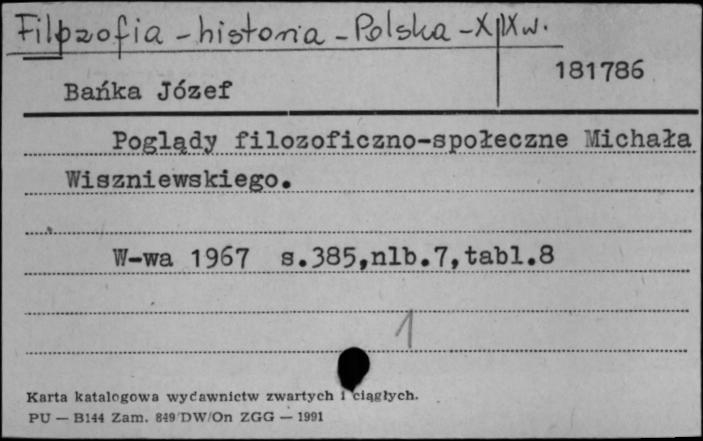 Filozofia - historia - Polska - XIX w.
181786
Bańka Józef
Poglądy filozoficzno-społeczne Michała
Wiszniewskiego.
W-wa 1967 s.385,nlb.7,tabl.8
1
Karta katalogowa wydawnictw zwartych i ciągłych.
PU — B144 Zam. 849/DW/On ZGG — 1991